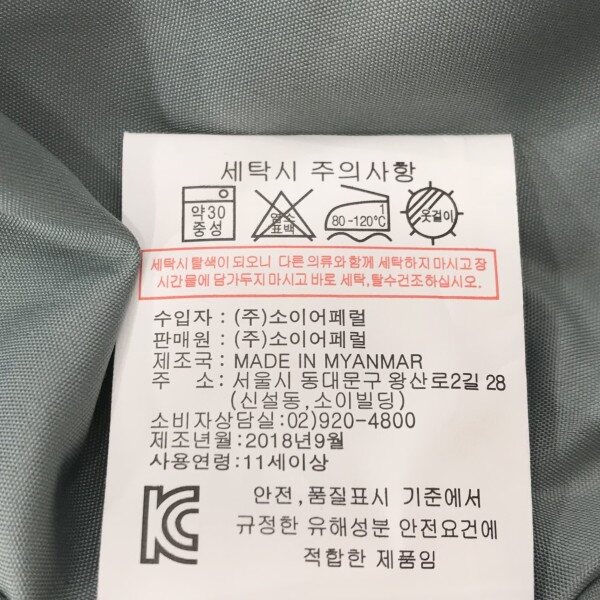 세탁시 주의사항
약30
중성
염소
표백
1
80-120℃
옷걸이
세탁시 탈색이 되오니 다른 의류와 함께 세탁하지 마시고 장
시간 물에 담가두지 마시고 바로 세탁,탈수건조하십시오.
수입자 : (주)소이어페럴
판매원 : (주)소이어페럴
제조국 : MADE IN MYANMAR
주 소 : 서울시 동대문구 왕산로2길 28
(신설동,소이빌딩)
소비자상담실:02)920-4800
제조년월:2018년9월
사용연령:11세이상
안전,품질표시 기준에서
규정한 유해성분 안전요건에
적합한 제품임